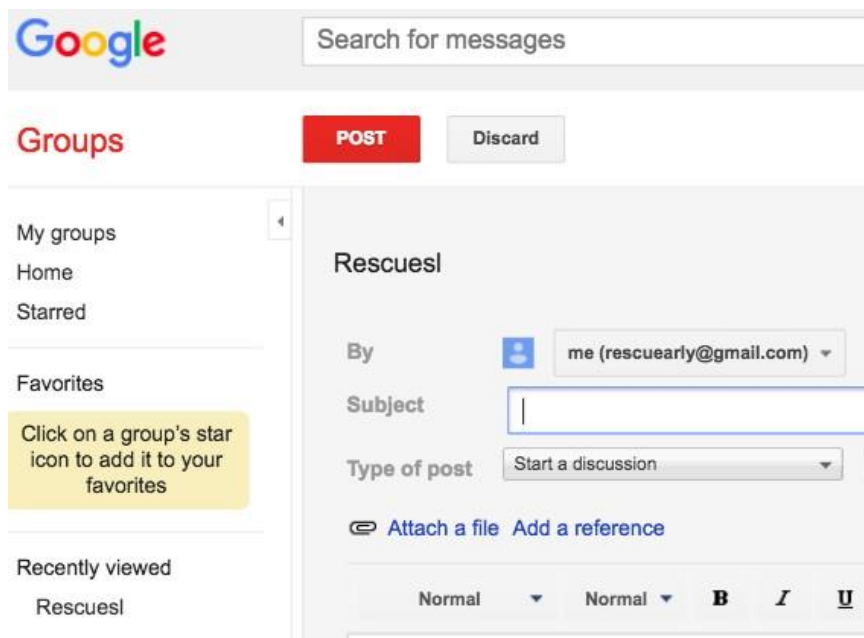 Google
Search for messages
Groups
POST
Discard
My groups
Home
Starred
Favorites
Click on a group's star
icon to add it to your
favorites
Recently viewed
Rescuesl
Rescuesl
By
me (rescuearly@gmail.com)
Subject
Type of post
Start a discussion
Attach a file Add a reference
Normal Normal B I U